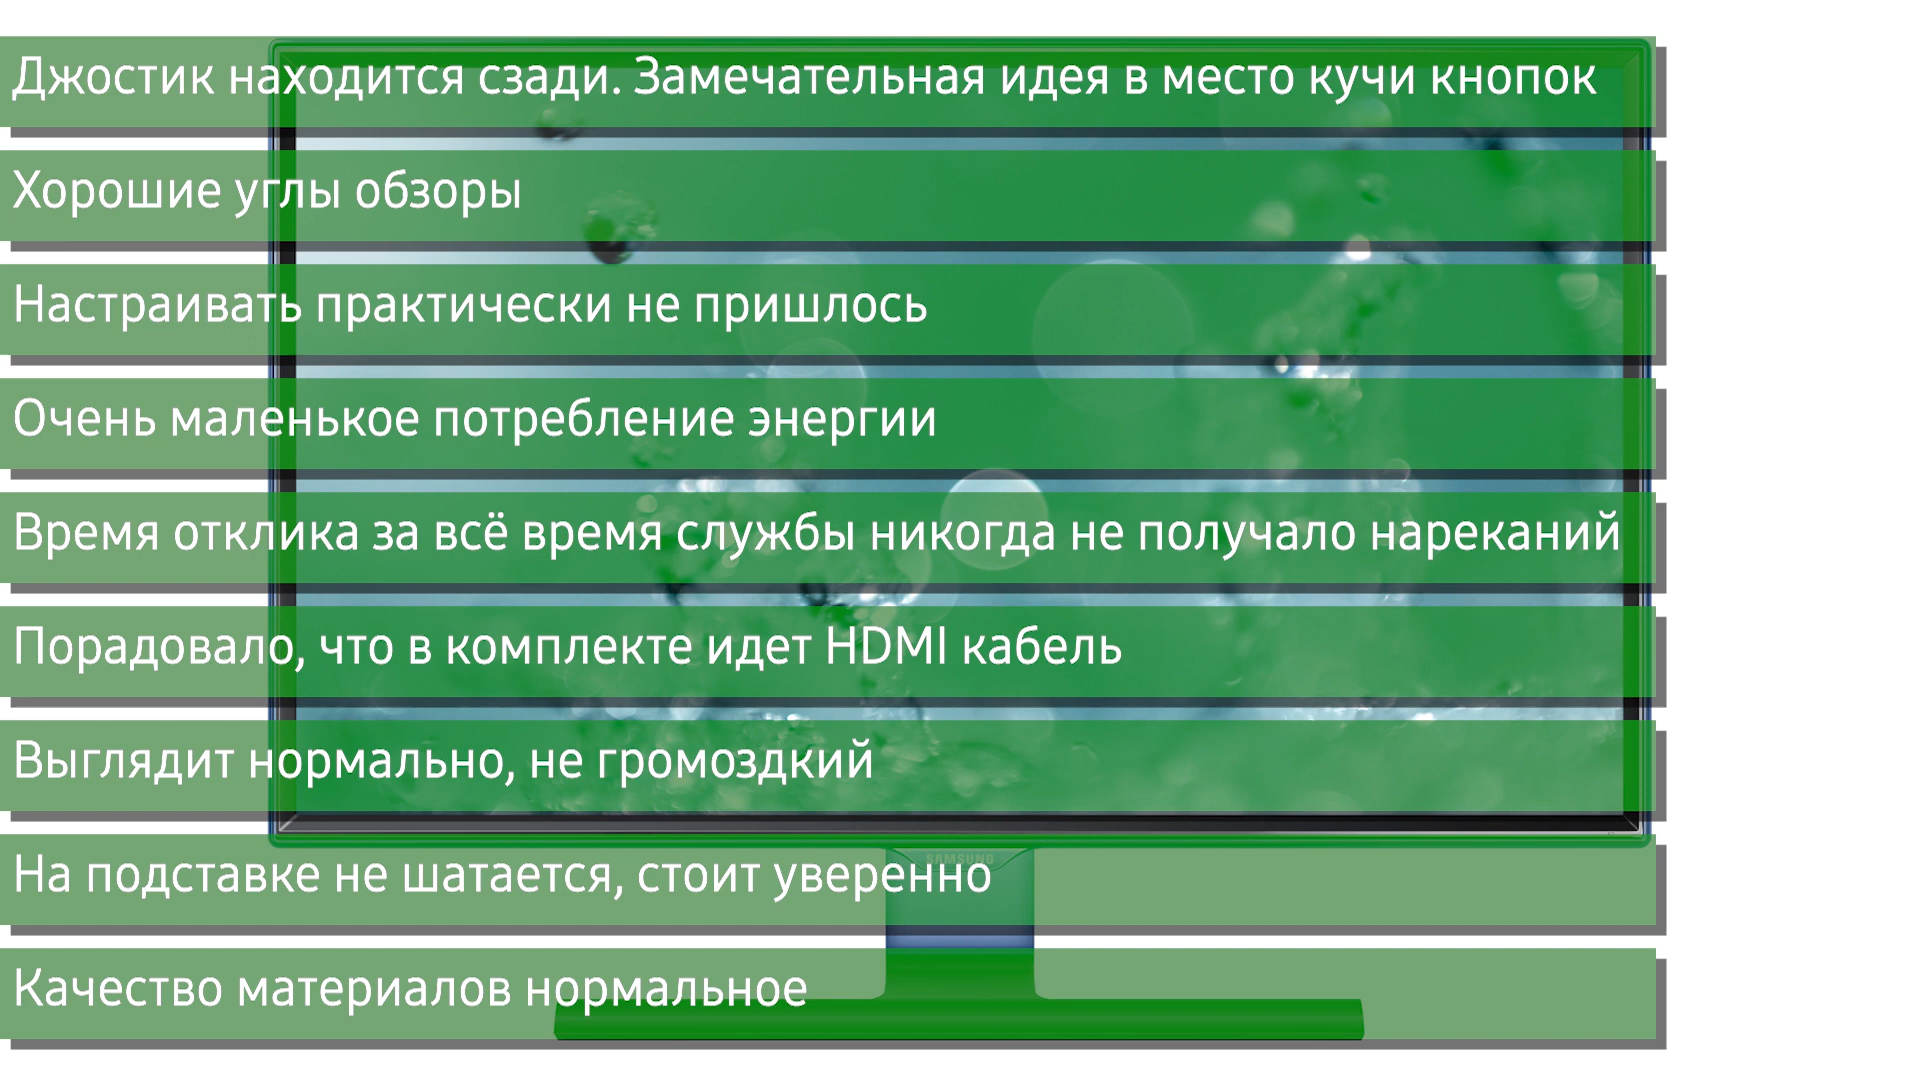 Джостик находится сзади. Замечательная идея в место кучи кнопок
Хорошие углы обзоры
Настраивать практически не пришлось
Очень маленькое потребление энергии
Время отклика за всё время службы никогда не получало нареканий
Порадовало, что в комплекте идет HDMI кабель
Выглядит нормально, не громоздкий
SAMSUNG
На подставке не шатается, стоит уверенно
Качество материалов нормальное